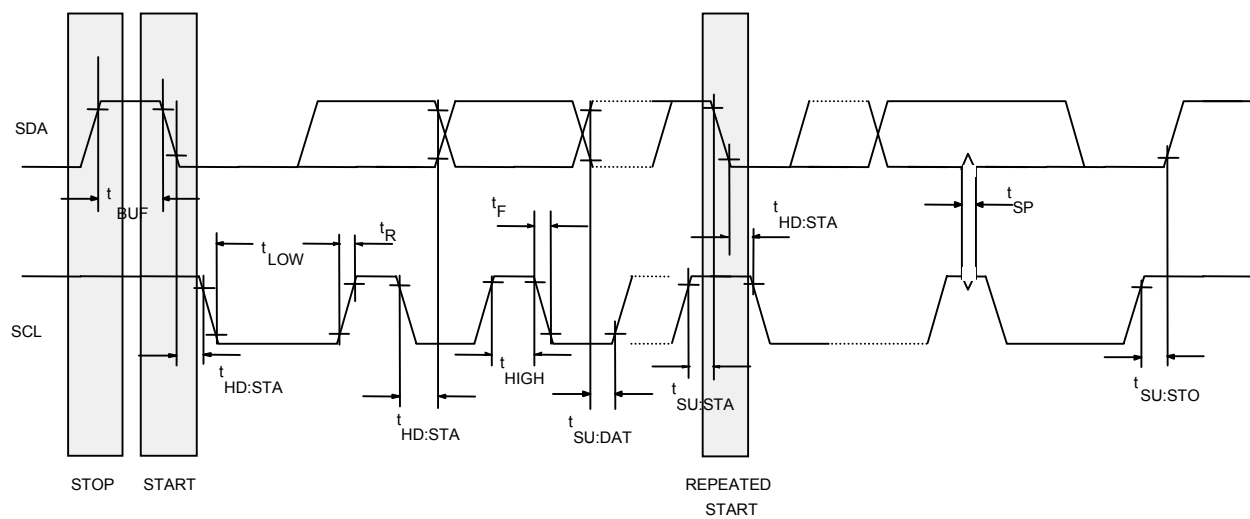 SDA
t BUF
t F
t R
t LOW
t HD:STA
t SP
SCL
t HD:STA
t HIGH
t HD:STA
t SU:DAT
t SU:STA
t SU:STO
STOP
START
REPEATED
START